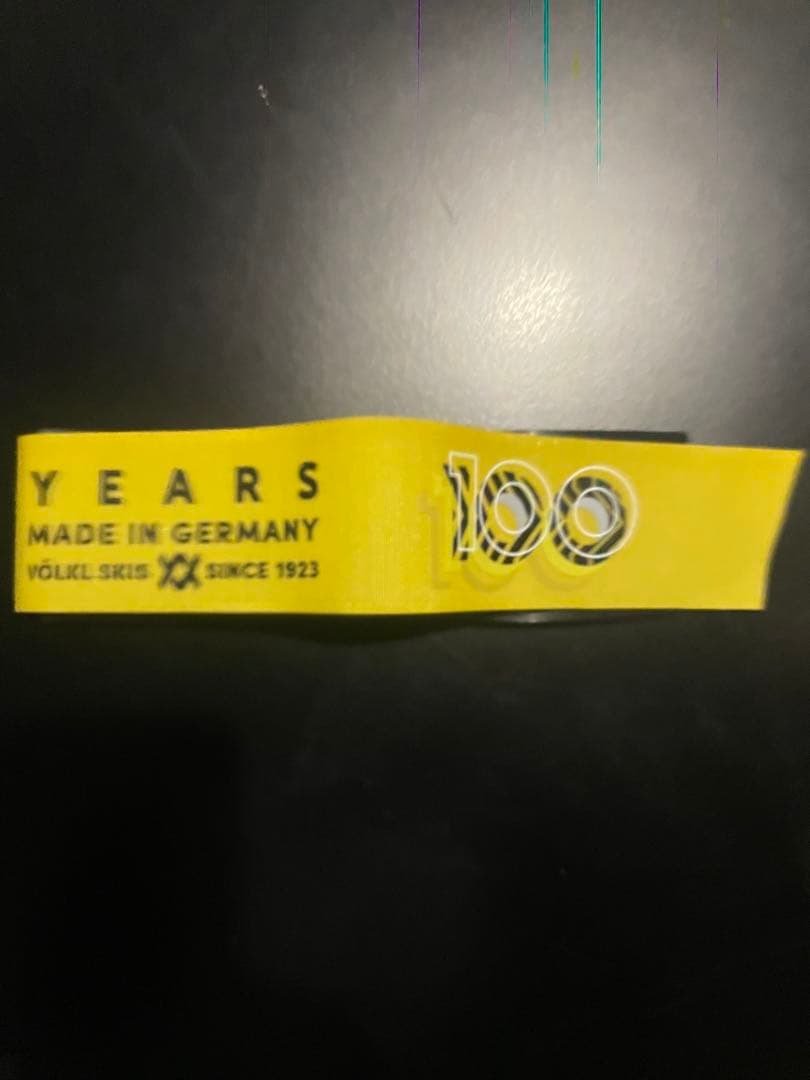 YEARS
MADE IN GERMANY
VÖLKL SKIS SINCE 1923
100